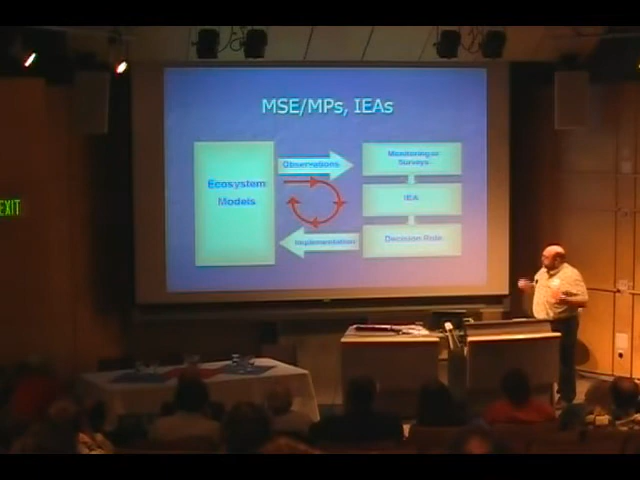 MSE/MPs, IEAs
Observations
Ecosystem
Models
Monitoring or
Surveys
IEA
Implementation
Decision Rule
EXIT